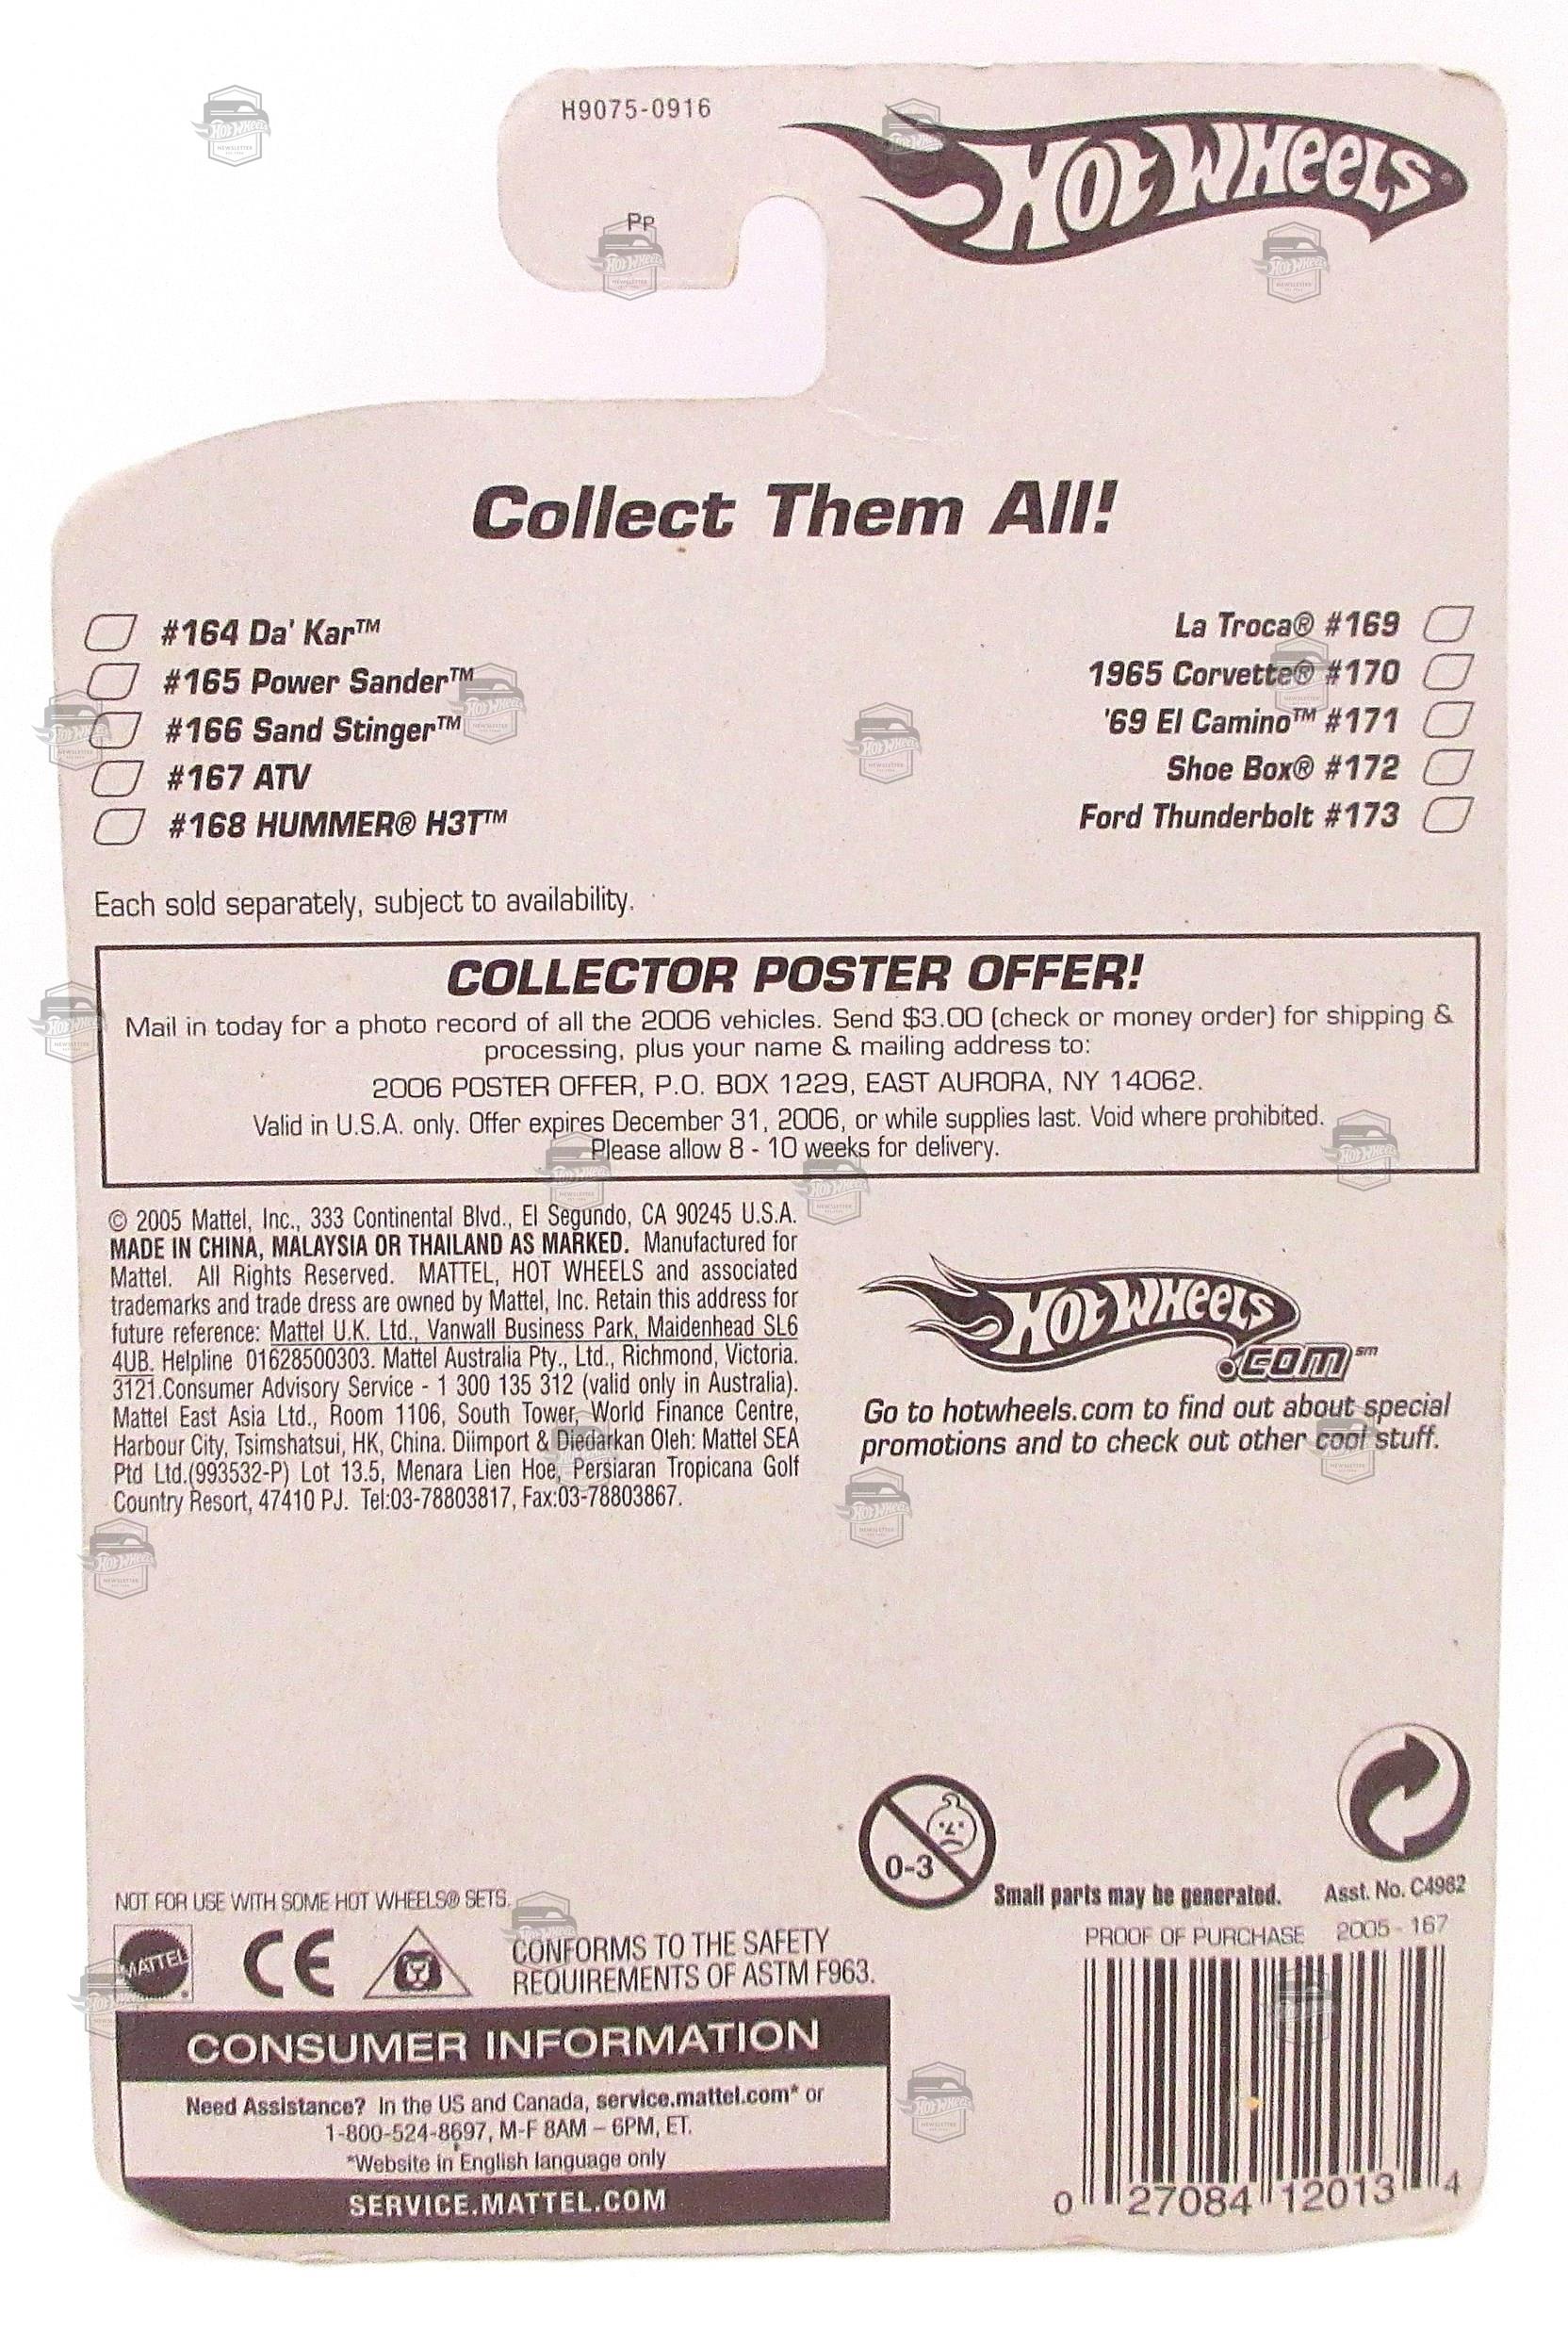 H9075-0916
HOT WHEELS
PP
Collect Them All!
#164 Da' Kar™
#165 Power Sander™
#166 Sand Stinger™
#167 ATV
#168 HUMMER® H3T™
La Troca® #169
1965 Corvette® #170
'69 El Camino™ #171
Shoe Box® #172
Ford Thunderbolt #173
Each sold separately, subject to availability.
COLLECTOR POSTER OFFER!
Mail in today for a photo record of all the 2006 vehicles. Send $3.00 (check or money order) for shipping &
processing, plus your name & mailing address to:
2006 POSTER OFFER, P.O. BOX 1229, EAST AURORA, NY 14062.
Valid in U.S.A. only. Offer expires December 31, 2006, or while supplies last. Void where prohibited.
Please allow 8 - 10 weeks for delivery.
© 2005 Mattel, Inc., 333 Continental Blvd., El Segundo, CA 90245 U.S.A.
MADE IN CHINA, MALAYSIA OR THAILAND AS MARKED. Manufactured for
Mattel. All Rights Reserved. MATTEL, HOT WHEELS and associated
trademarks and trade dress are owned by Mattel, Inc. Retain this address for
future reference: Mattel U.K. Ltd., Vanwall Business Park, Maidenhead SL6
4UB. Helpline 01628500303. Mattel Australia Pty., Ltd., Richmond, Victoria.
3121.Consumer Advisory Service - 1 300 135 312 (valid only in Australia).
Mattel East Asia Ltd., Room 1106, South Tower, World Finance Centre,
Harbour City, Tsimshatsui, HK, China. Diimport & Diedarkan Oleh: Mattel SEA
Ptd Ltd.(993532-P) Lot 13.5, Menara Lien Hoe, Persiaran Tropicana Golf
Country Resort, 47410 PJ. Tel:03-78803817, Fax:03-78803867.
HOT WHEELS
.com℠
Go to hotwheels.com to find out about special
promotions and to check out other cool stuff.
0-3
Small parts may be generated.
Asst. No. C4982
NOT FOR USE WITH SOME HOT WHEELS® SETS.
MATTEL
CE
CONFORMS TO THE SAFETY
REQUIREMENTS OF ASTM F963.
PROOF OF PURCHASE 2005 - 167
CONSUMER INFORMATION
Need Assistance? In the US and Canada, service.mattel.com* or
1-800-524-8697, M-F 8AM – 6PM, ET.
*Website in English language only
SERVICE.MATTEL.COM
0 27084 12013 4